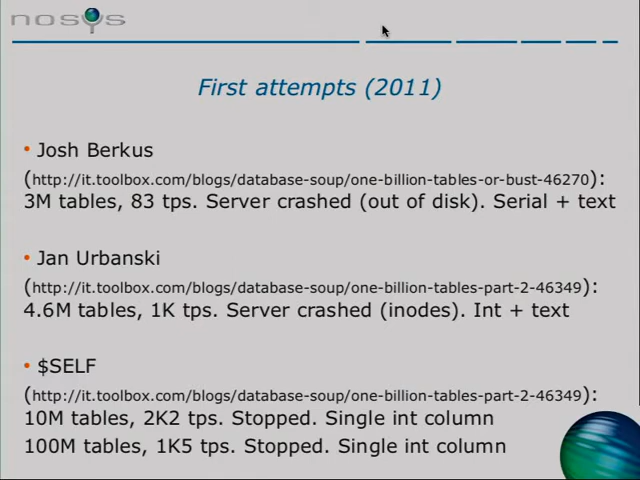 nosys
First attempts (2011)
• Josh Berkus
(http://it.toolbox.com/blogs/database-soup/one-billion-tables-or-bust-46270):
3M tables, 83 tps. Server crashed (out of disk). Serial + text
• Jan Urbanski
(http://it.toolbox.com/blogs/database-soup/one-billion-tables-part-2-46349):
4.6M tables, 1K tps. Server crashed (inodes). Int + text
• $SELF
(http://it.toolbox.com/blogs/database-soup/one-billion-tables-part-2-46349):
10M tables, 2K2 tps. Stopped. Single int column
100M tables, 1K5 tps. Stopped. Single int column